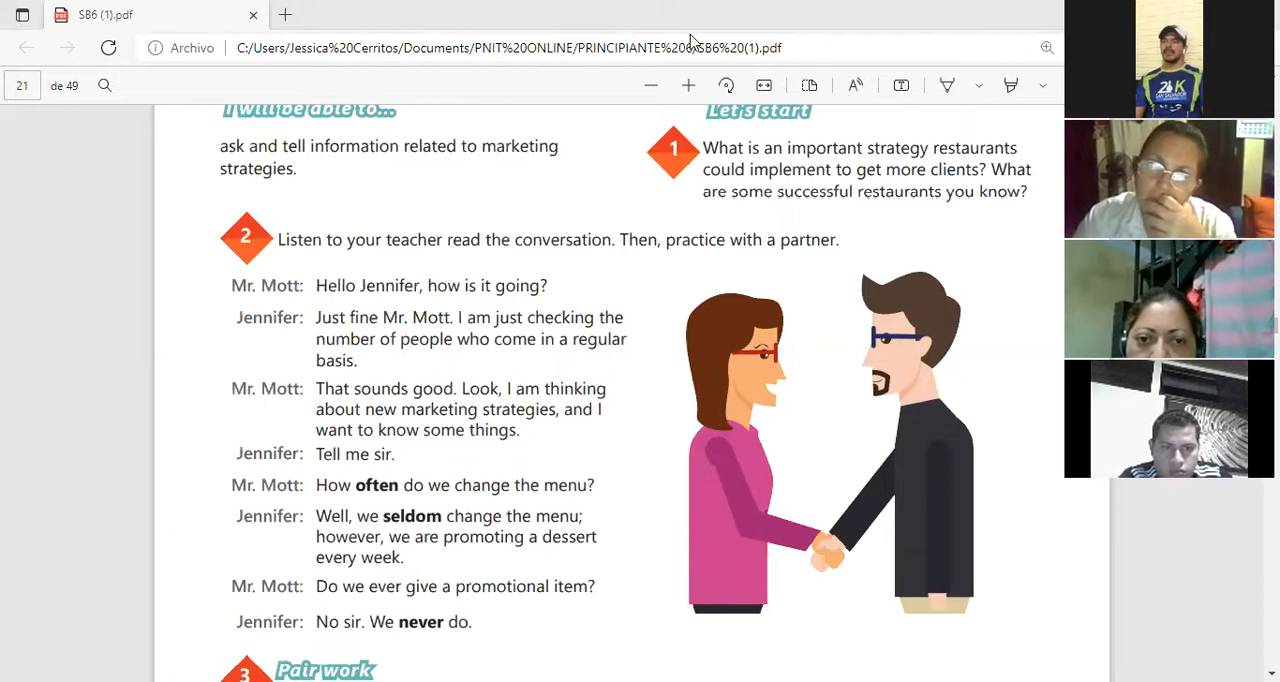 SB6 (1).pdf
Archivo
C:/Users/Jessica%20Cerritos/Documents/PNIT%20ONLINE/PRINCIPIANTE%206/SB6%20(1).pdf
21 de 49
I will be able to...
ask and tell information related to marketing
strategies.
Let's start
1
What is an important strategy restaurants
could implement to get more clients? What
are some successful restaurants you know?
2
Listen to your teacher read the conversation. Then, practice with a partner.
Mr. Mott: Hello Jennifer, how is it going?
Jennifer: Just fine Mr. Mott. I am just checking the
number of people who come in a regular
basis.
Mr. Mott: That sounds good. Look, I am thinking
about new marketing strategies, and I
want to know some things.
Jennifer: Tell me sir.
Mr. Mott: How often do we change the menu?
Jennifer: Well, we seldom change the menu;
however, we are promoting a dessert
every week.
Mr. Mott: Do we ever give a promotional item?
Jennifer: No sir. We never do.
3
Pair work
SAN SALVADOR